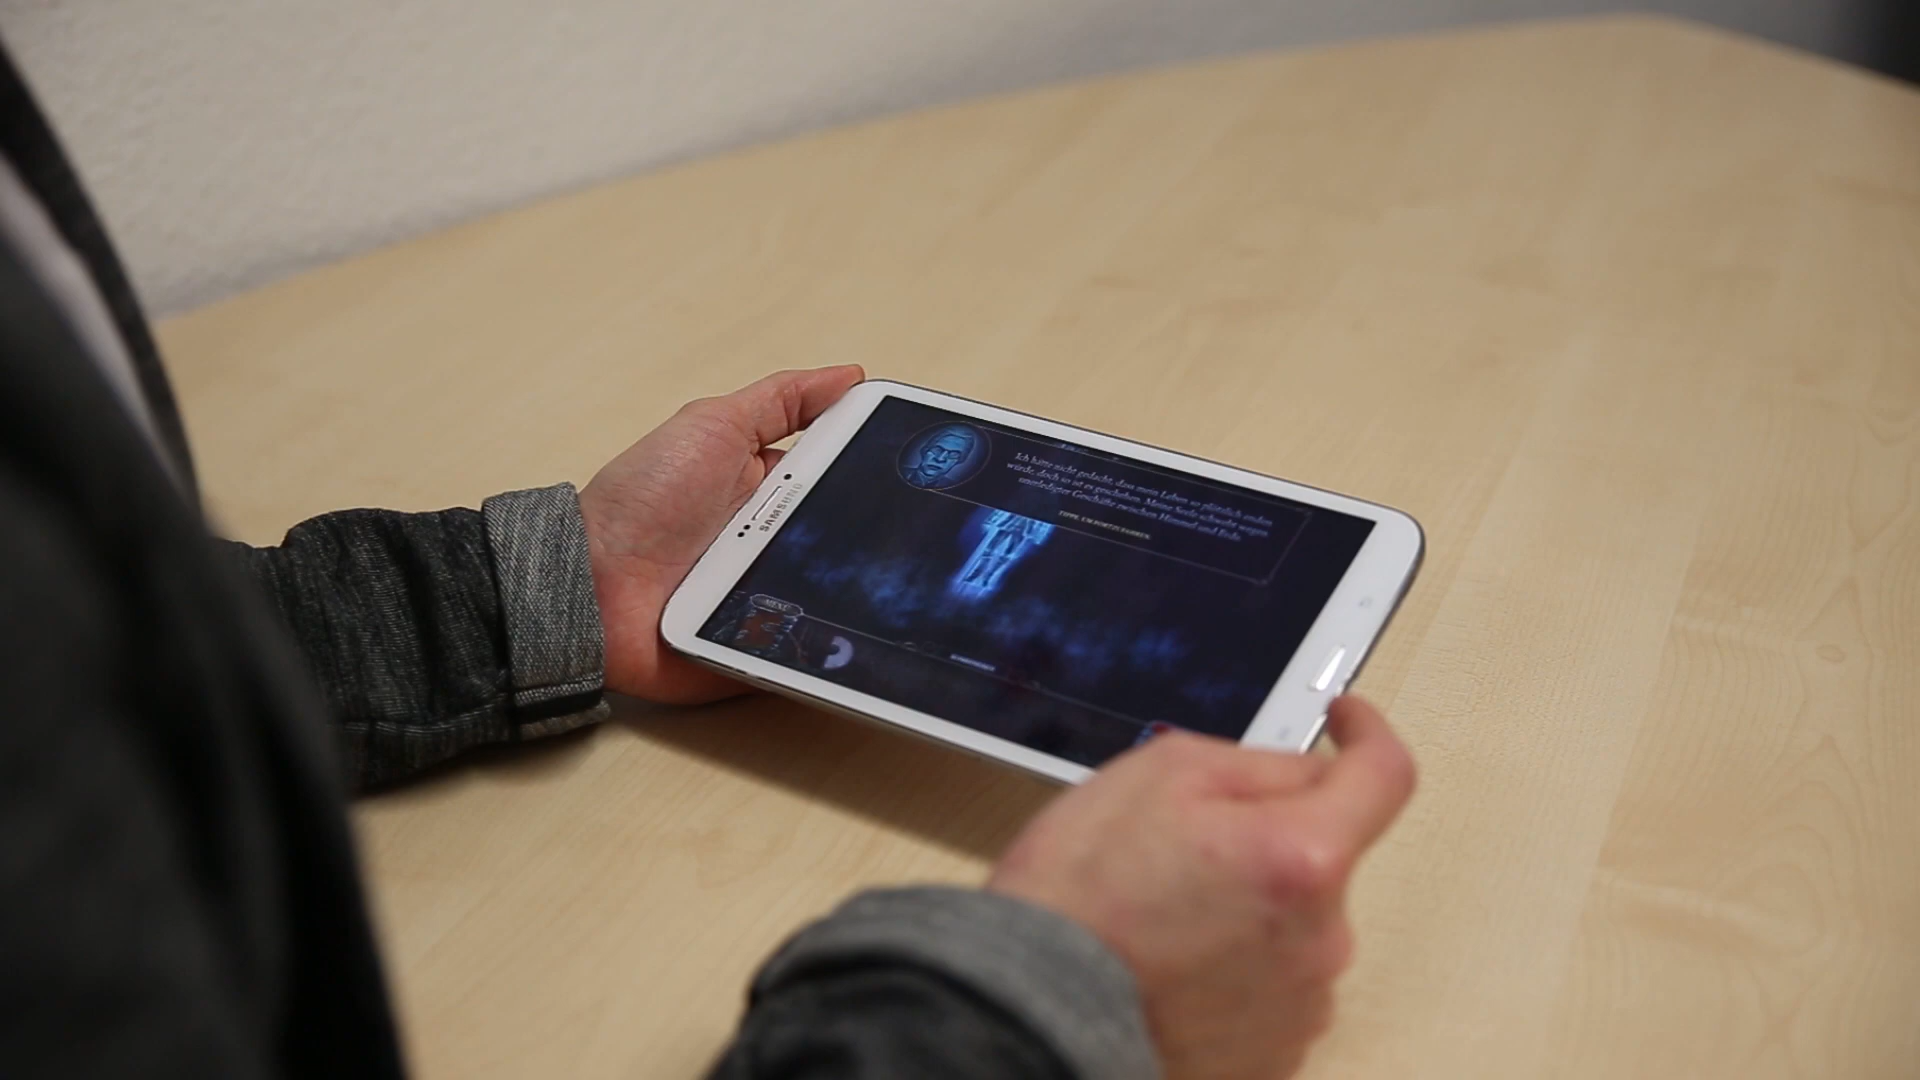 SAMSUNG
Ich hätte nicht gedacht, dass mein Leben so plötzlich enden
würde, doch so ist es geschehen. Meine Seele schwebt wegen
unerledigter Geschäfte zwischen Himmel und Erde
TIPPE, UM FORTZUFAHREN
MENÜ